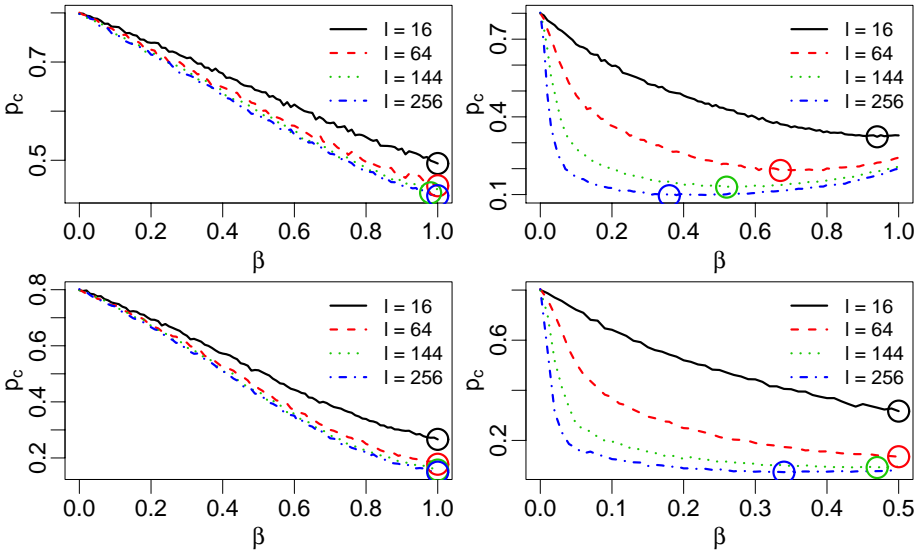 l = 16
l = 64
l = 144
l = 256
0.7
0.5
p_c
0.0 0.2 0.4 0.6 0.8 1.0
β
l = 16
l = 64
l = 144
l = 256
0.7
0.4
0.1
p_c
0.0 0.2 0.4 0.6 0.8 1.0
β
l = 16
l = 64
l = 144
l = 256
0.8
0.6
0.4
0.2
p_c
0.0 0.2 0.4 0.6 0.8 1.0
β
l = 16
l = 64
l = 144
l = 256
0.6
0.2
p_c
0.0 0.1 0.2 0.3 0.4 0.5
β